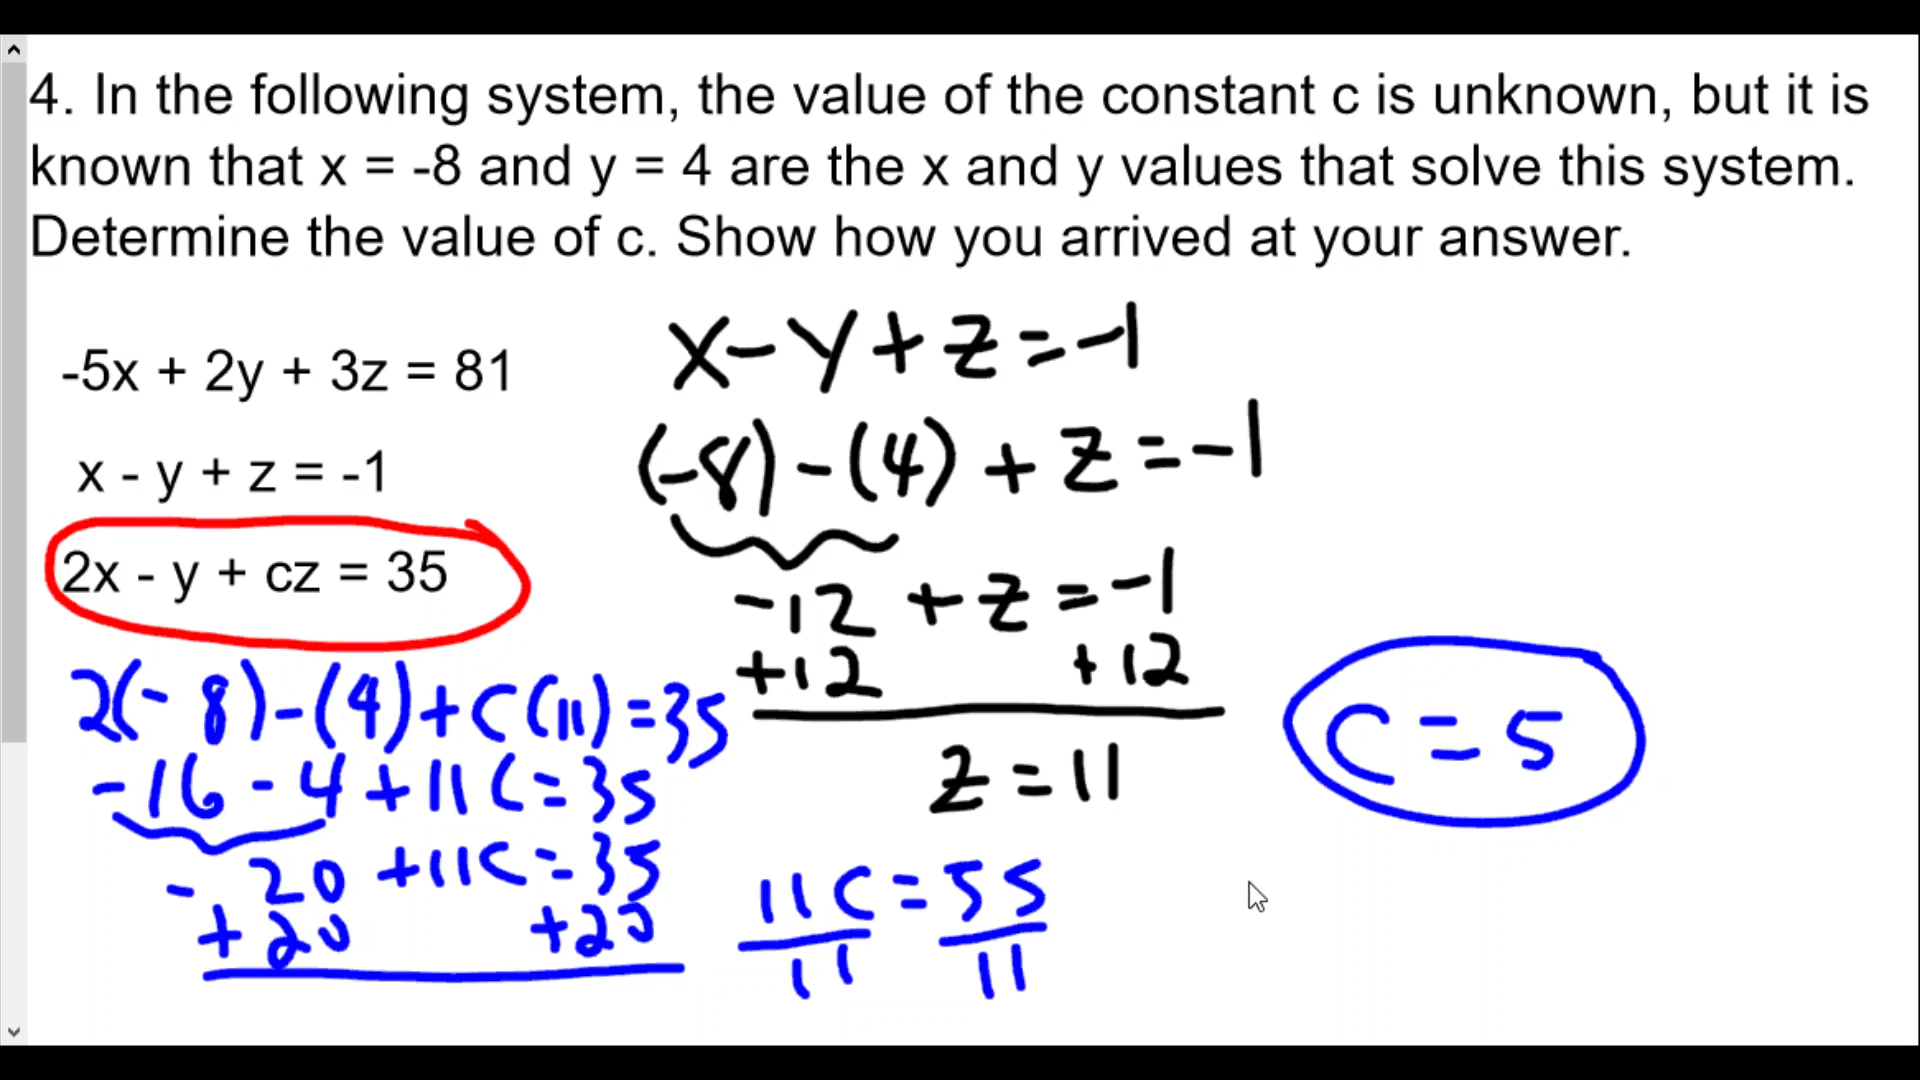 4. In the following system, the value of the constant c is unknown, but it is
known that x = -8 and y = 4 are the x and y values that solve this system.
Determine the value of c. Show how you arrived at your answer.
-5x + 2y + 3z = 81
x - y + z = -1
2x - y + cz = 35
x - y + z = -1
(-8) - (4) + z = -1
-12 + z = -1
+12 +12
z = 11
2(-8) - (4) + c(11) = 35
-16 - 4 + 11c = 35
- 20 + 11c = 35
+ 20 +20
11c = 55
11 11
c = 5